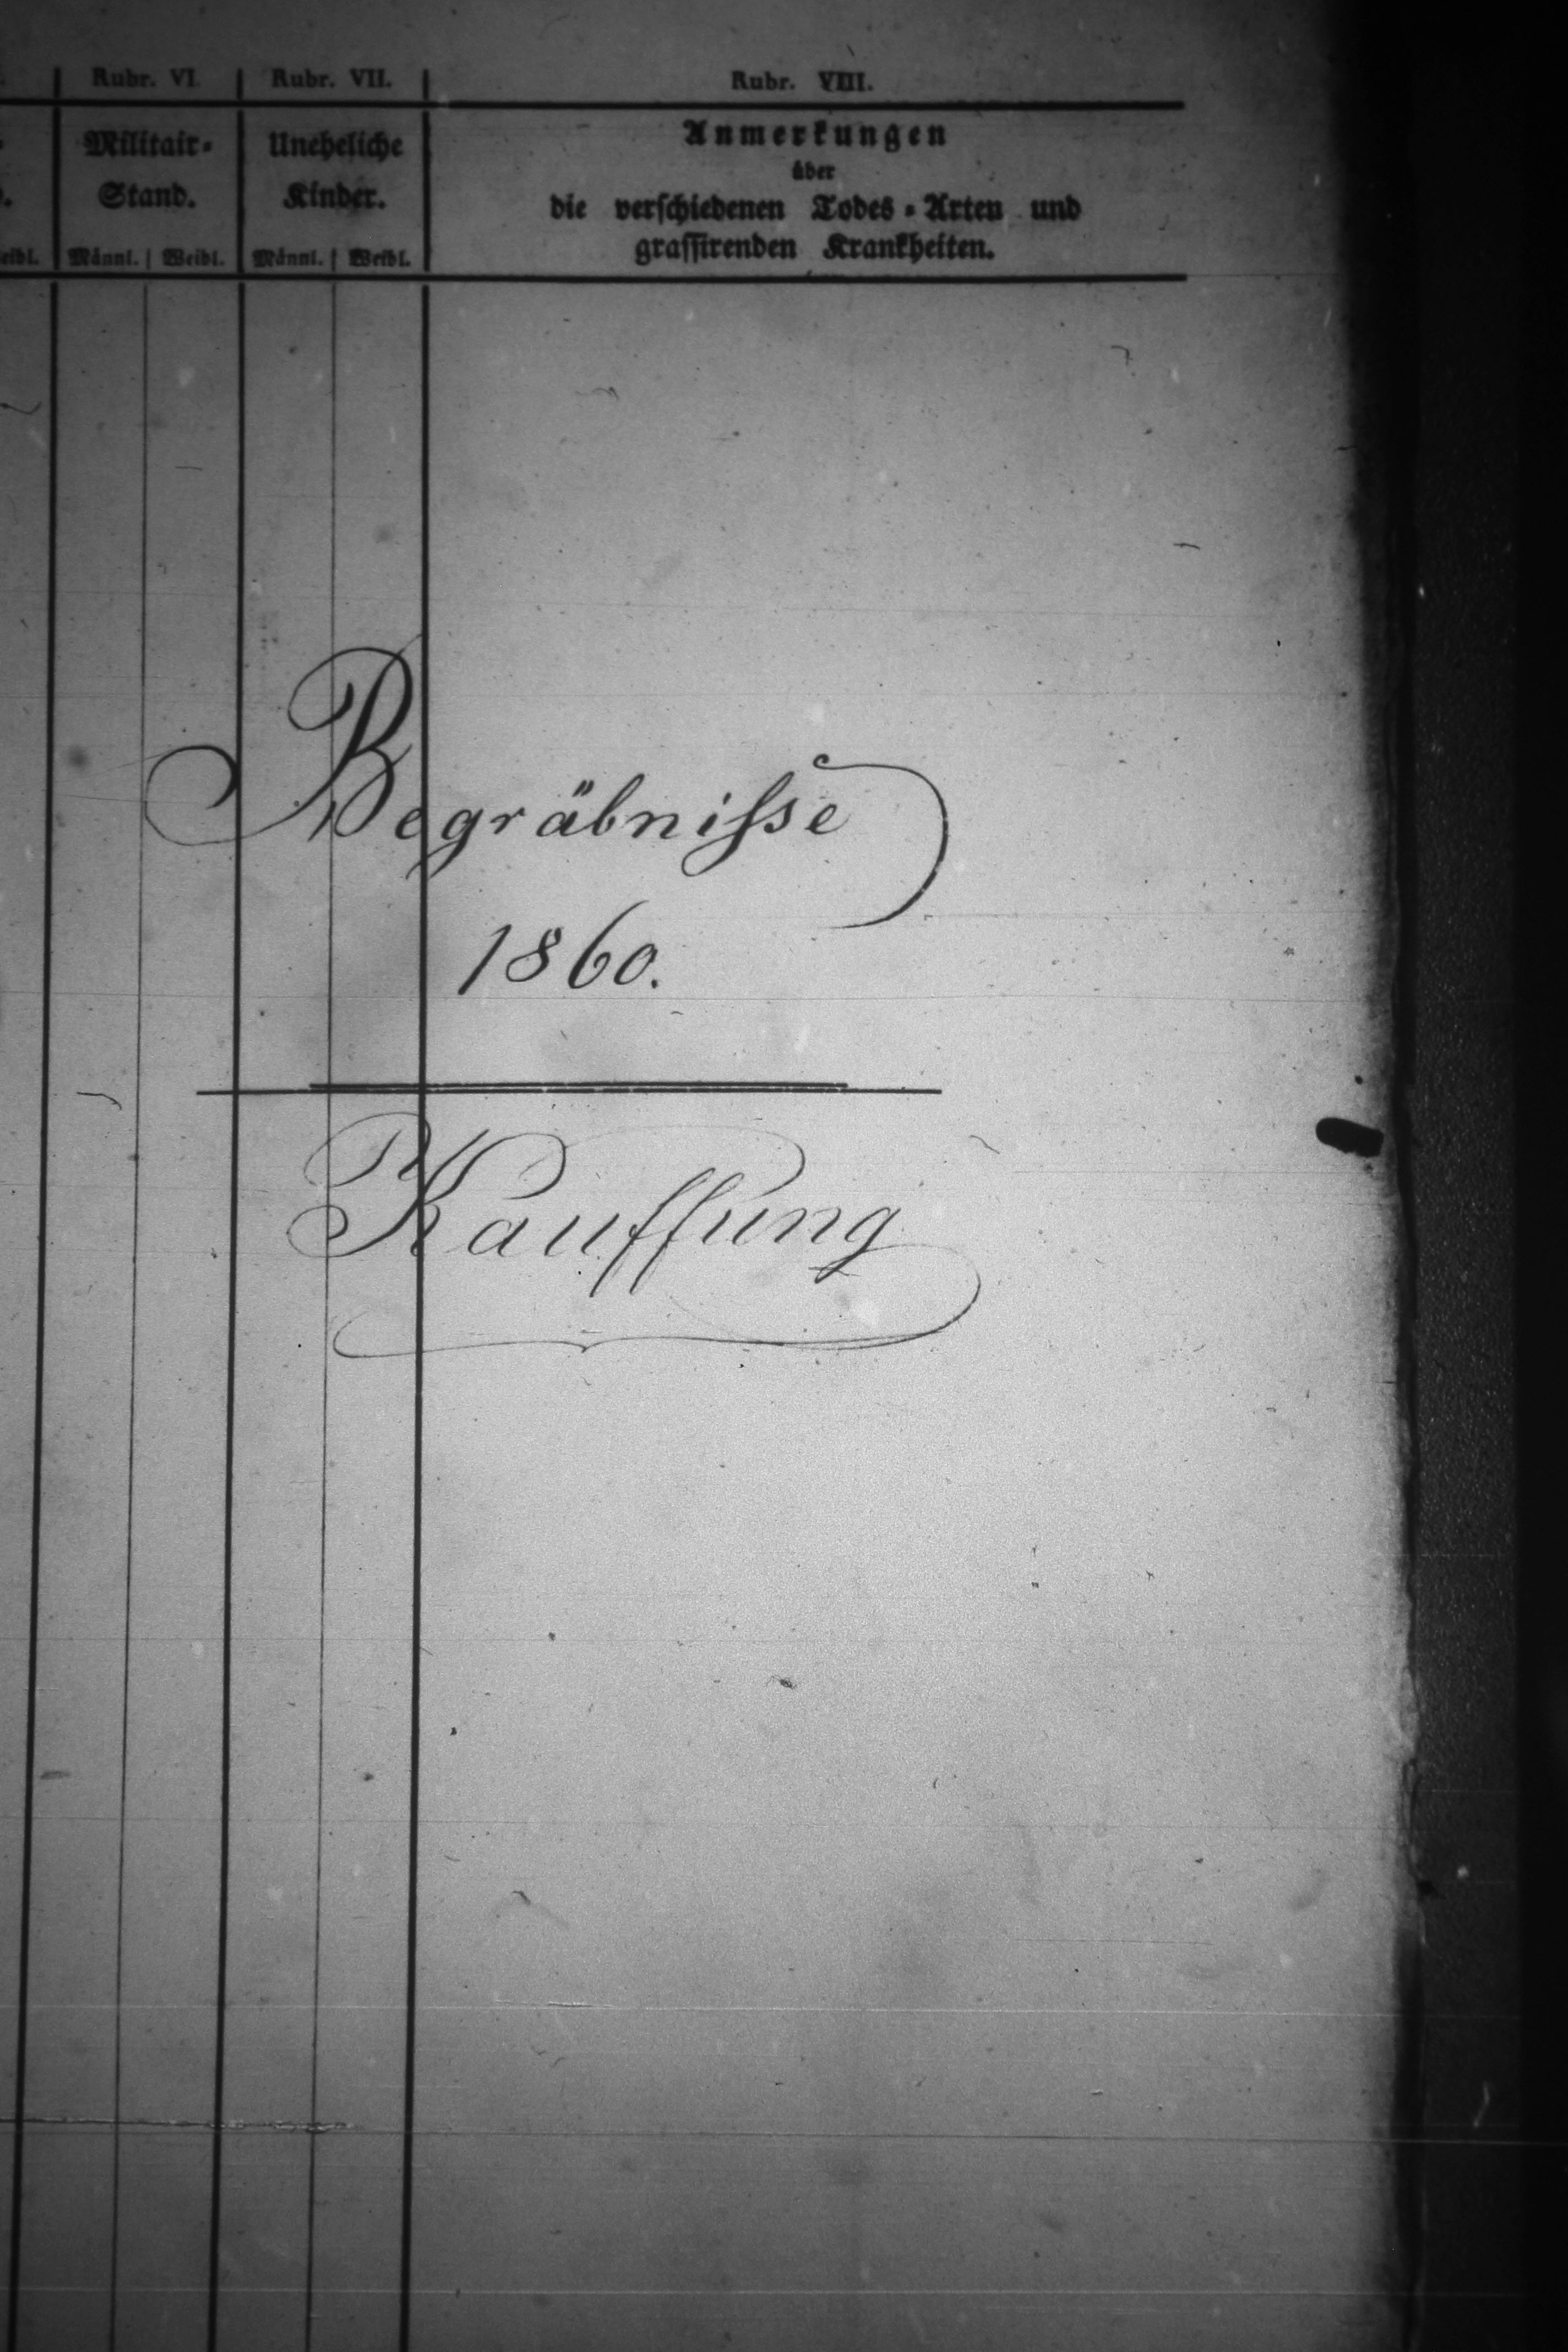 Rubr. VI. Rubr. VII. Rubr. VIII.
Militair= Uneheliche Anmerkungen
über
Stand. Kinder. die verschiedenen Todes=Arten und
grassirenden Krankheiten.
Männl. Weibl. Männl. Weibl.
Begräbnisse
1860.
Kauffung